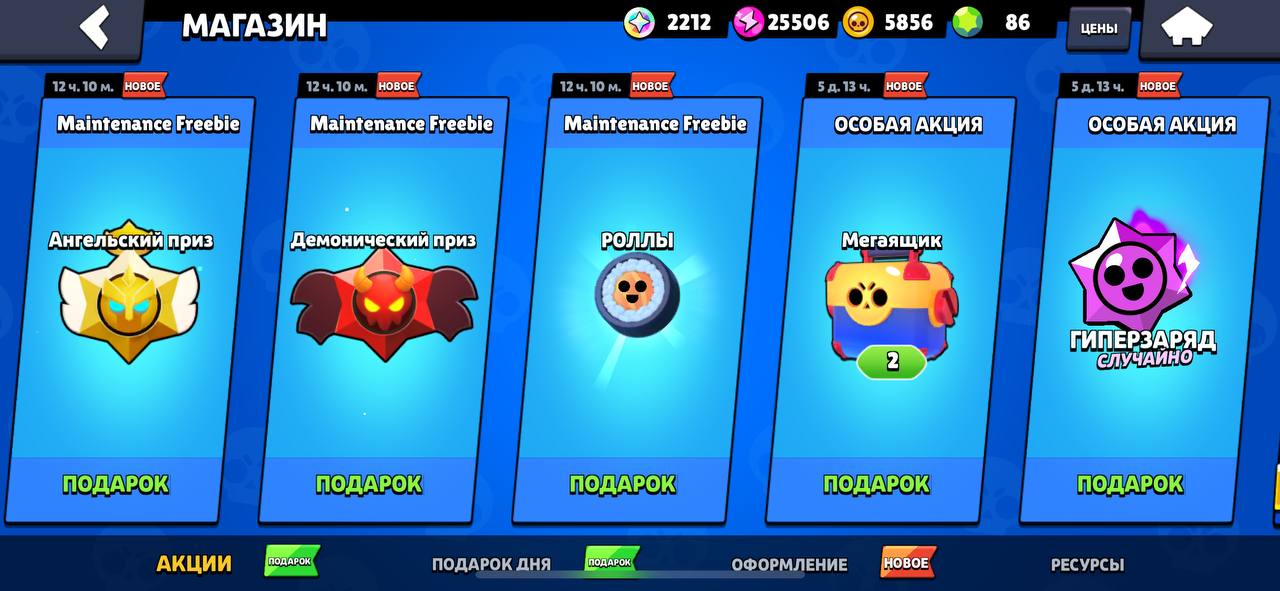 МАГАЗИН
2212
25506
5856
86
ЦЕНЫ
12 ч. 10 м.
НОВОЕ
12 ч. 10 м.
НОВОЕ
12 ч. 10 м.
НОВОЕ
5 д. 13 ч.
НОВОЕ
5 д. 13 ч.
НОВОЕ
Maintenance Freebie
Maintenance Freebie
Maintenance Freebie
ОСОБАЯ АКЦИЯ
ОСОБАЯ АКЦИЯ
Ангельский приз
Демонический приз
РОЛЛЫ
Мегаящик
2
ГИПЕРЗАРЯД
СЛУЧАЙНО
ПОДАРОК
ПОДАРОК
ПОДАРОК
ПОДАРОК
ПОДАРОК
АКЦИИ
ПОДАРОК
ПОДАРОК ДНЯ
ПОДАРОК
ОФОРМЛЕНИЕ
НОВОЕ
РЕСУРСЫ